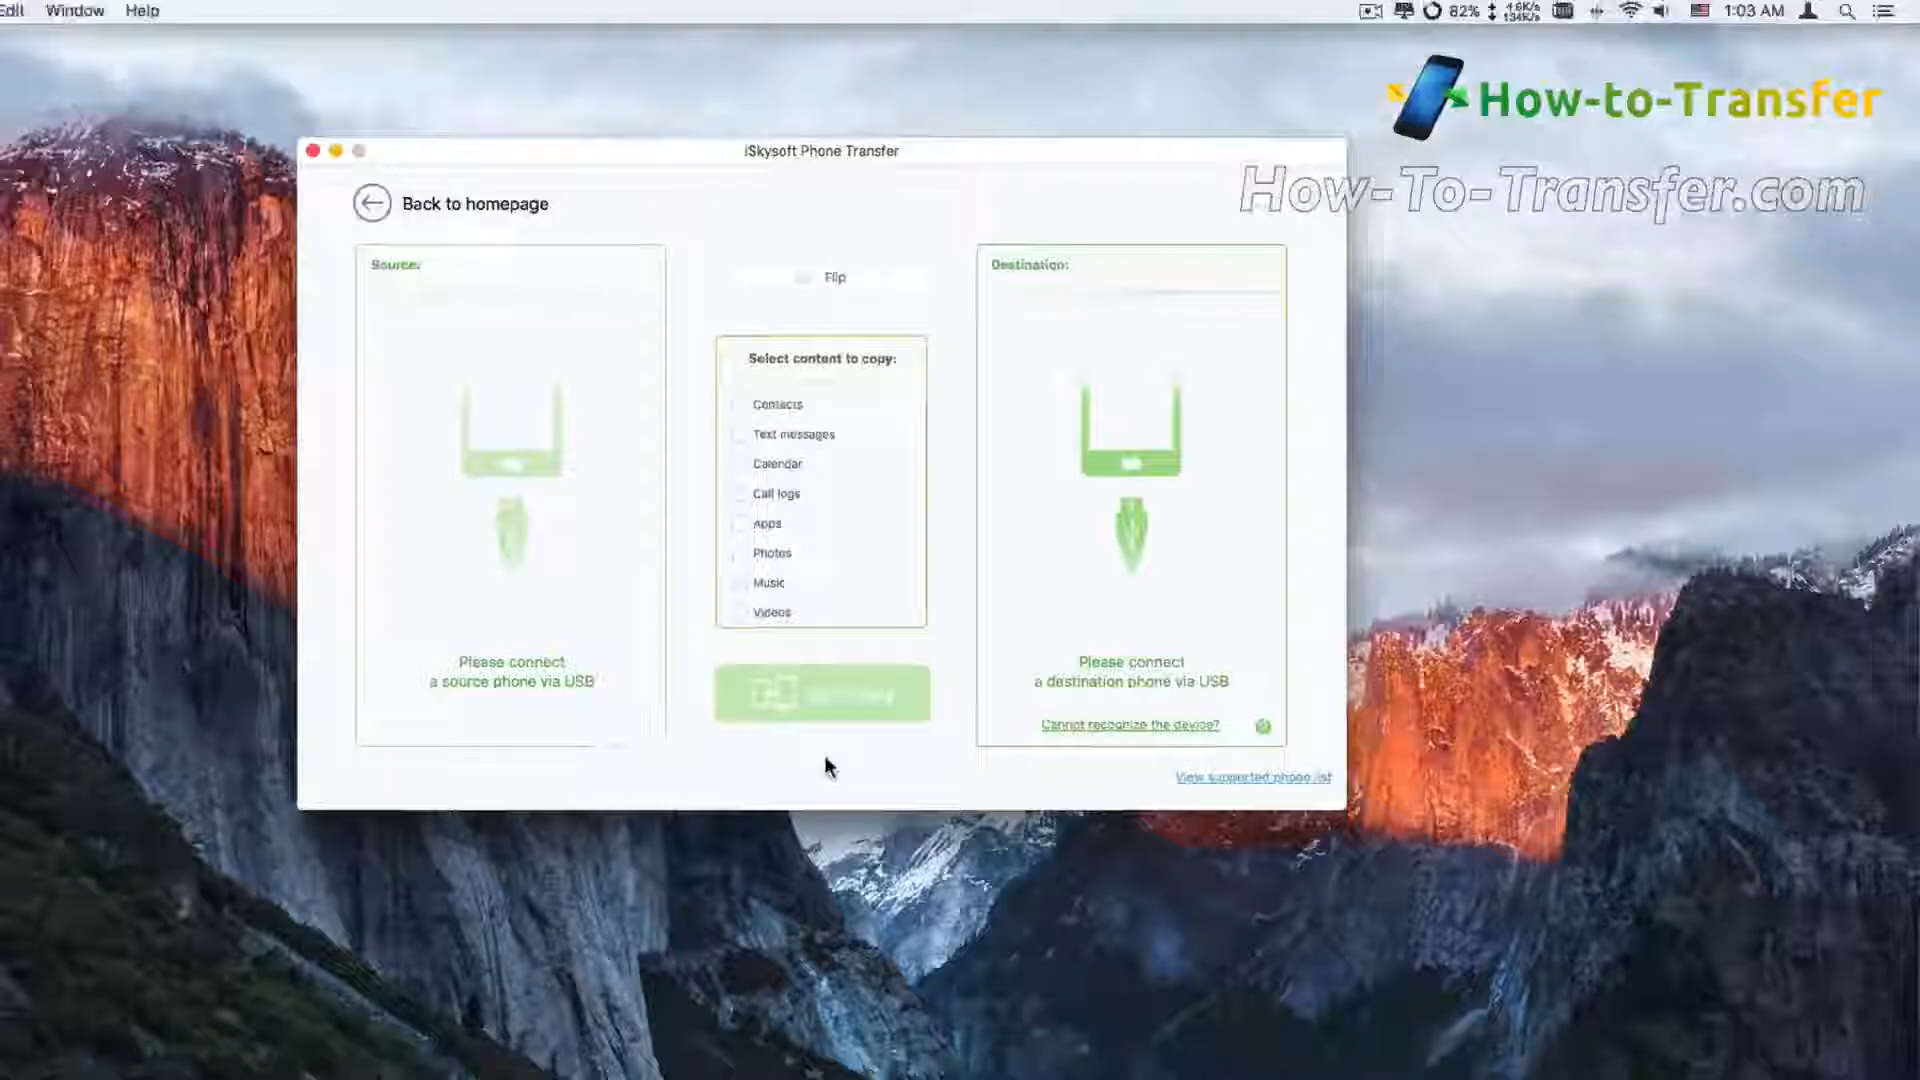 Edit Window Help
82% 4.6K/s 134K/s 1:03 AM
How-to-Transfer
iSkysoft Phone Transfer
How-To-Transfer.com
Back to homepage
Source:
Flip
Destination:
Select content to copy:
Contacts
Text messages
Calendar
Call logs
Apps
Photos
Music
Videos
Please connect
a source phone via USB
Please connect
a destination phone via USB
Cannot recognize the device?
View supported phone list